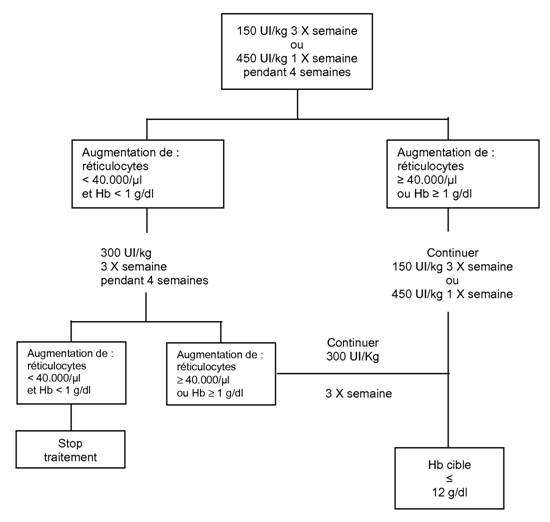 150 UI/kg 3 X semaine
ou
450 UI/kg 1 X semaine
pendant 4 semaines
Augmentation de :
réticulocytes
< 40.000/µl
et Hb < 1 g/dl
Augmentation de :
réticulocytes
≥ 40.000/µl
ou Hb ≥ 1 g/dl
300 UI/kg
3 X semaine
pendant 4 semaines
Continuer
150 UI/kg 3 X semaine
ou
450 UI/kg 1 X semaine
Augmentation de :
réticulocytes
< 40.000/µl
et Hb < 1 g/dl
Augmentation de :
réticulocytes
≥ 40.000/µl
ou Hb ≥ 1 g/dl
Continuer
300 UI/Kg
3 X semaine
Stop
traitement
Hb cible
≤
12 g/dl